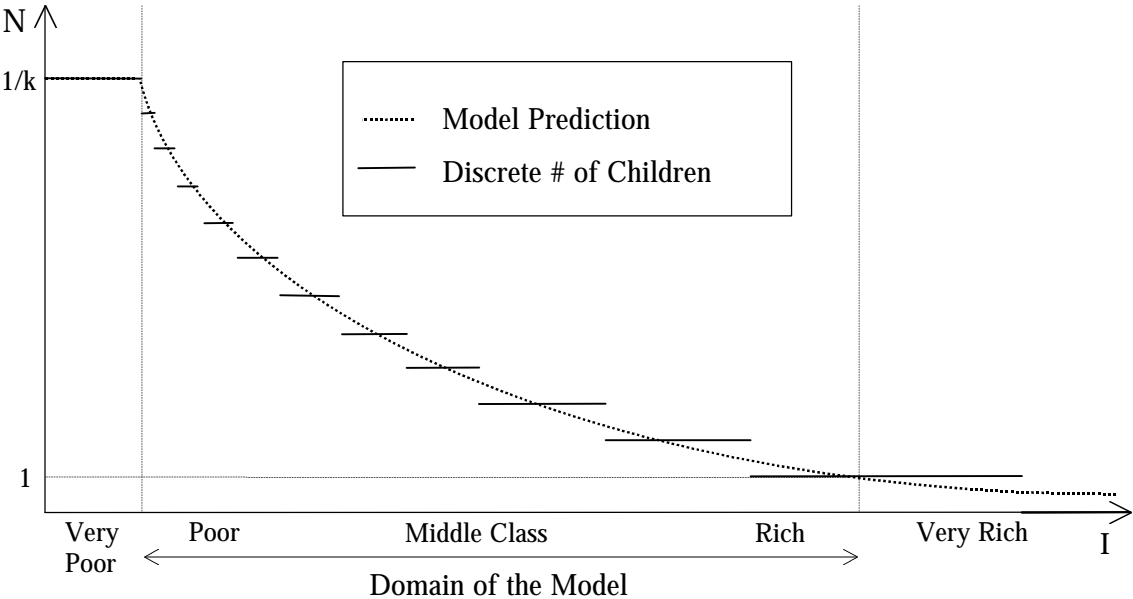 N
1/k
Model Prediction
Discrete # of Children
1
Very
Poor
Poor
Middle Class
Rich
Very Rich
I
Domain of the Model